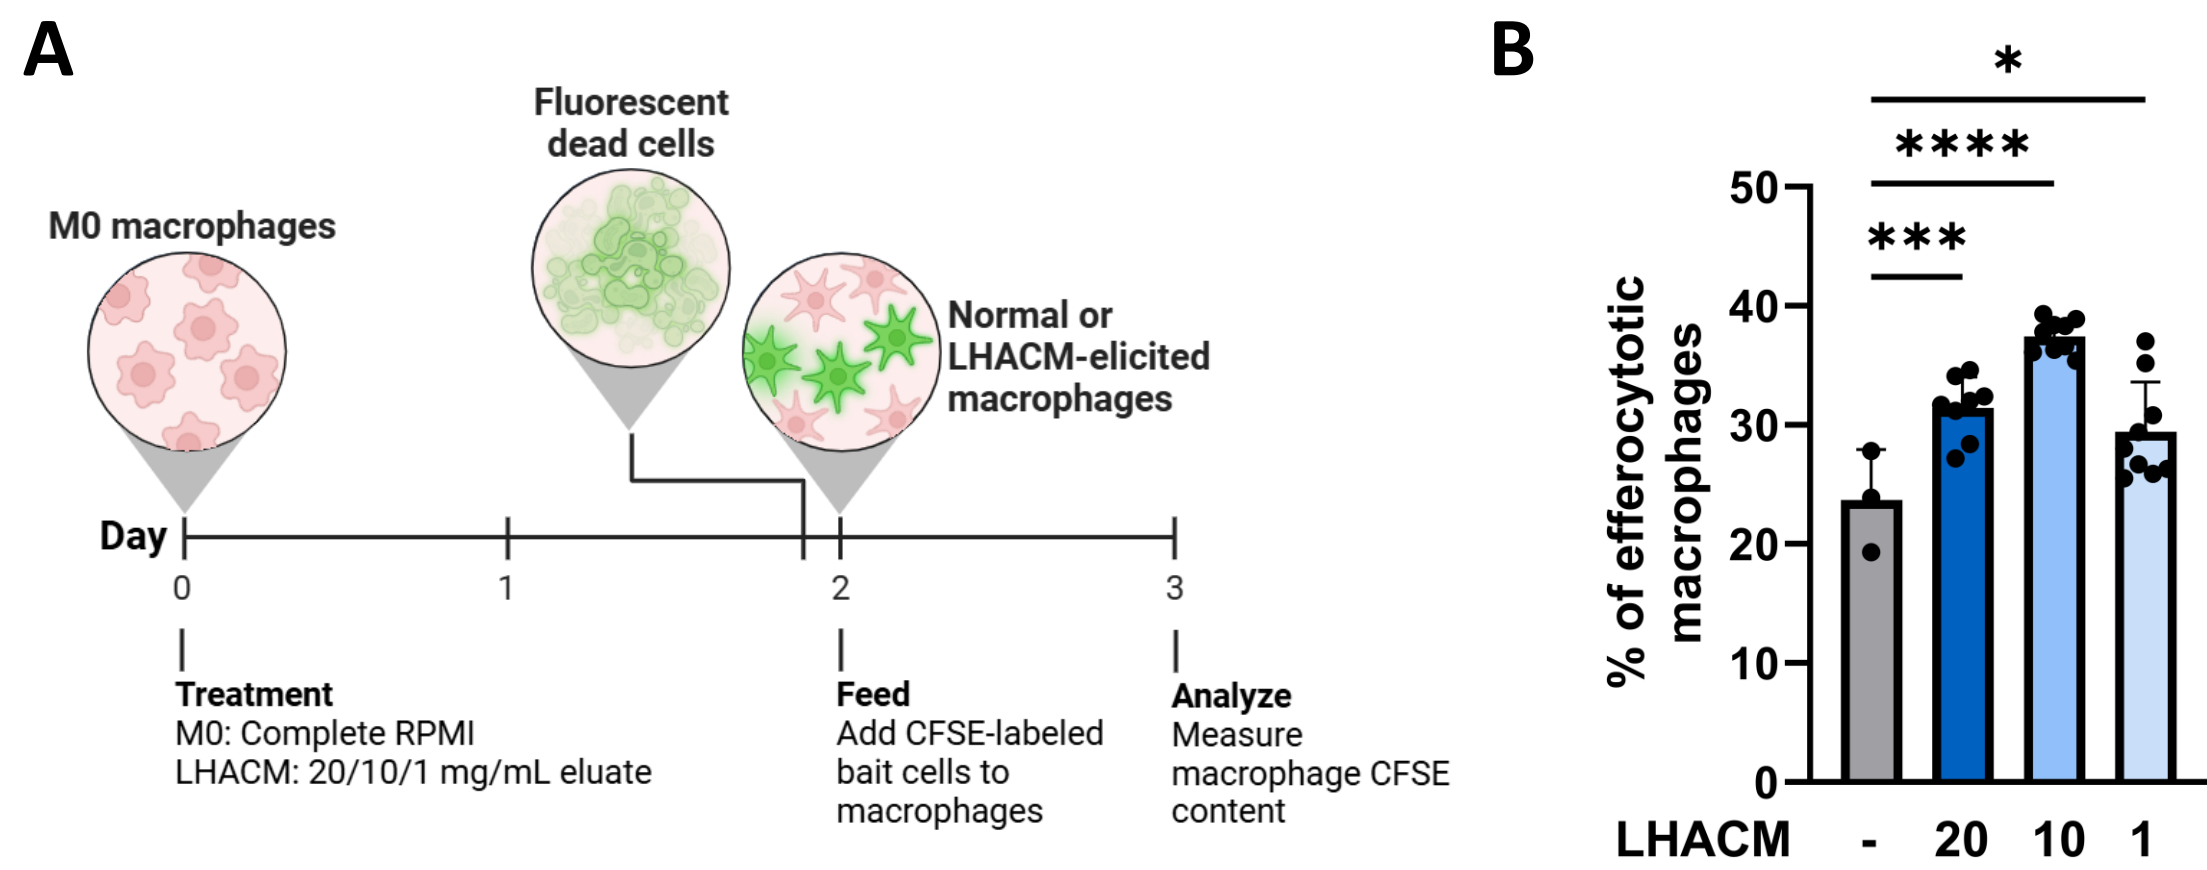 A
Fluorescent
dead cells
M0 macrophages
Normal or
LHACM-elicited
macrophages
Day
0
1
2
3
Treatment
M0: Complete RPMI
LHACM: 20/10/1 mg/mL eluate
Feed
Add CFSE-labeled
bait cells to
macrophages
Analyze
Measure
macrophage CFSE
content
B
*
****
***
% of efferocytotic
macrophages
50
40
30
20
10
0
LHACM - 20 10 1